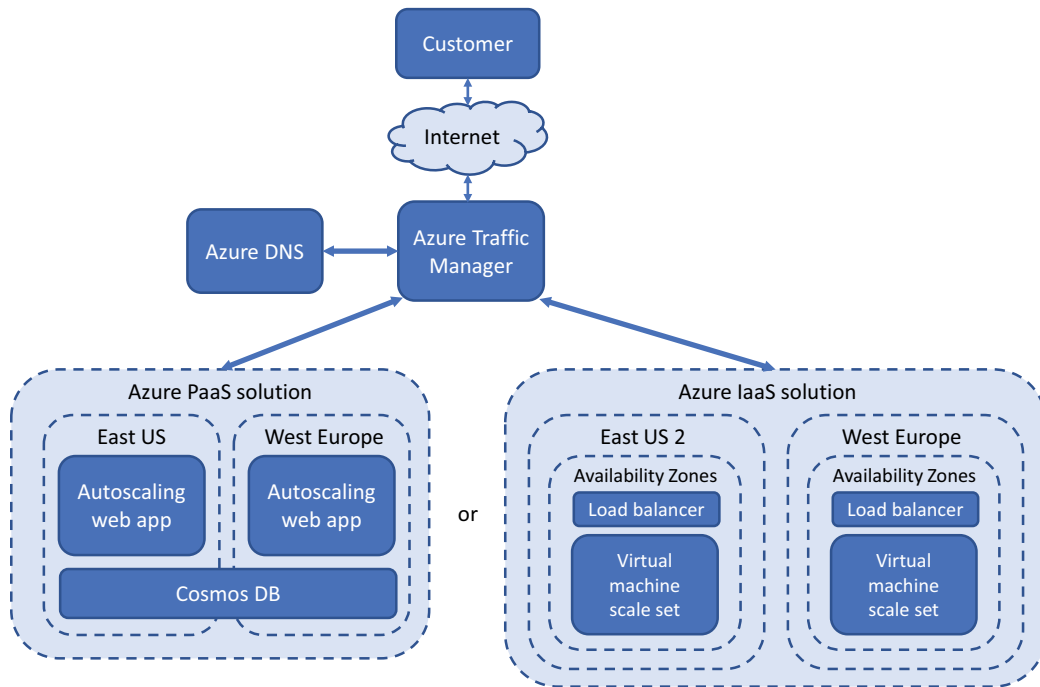 Customer
Internet
Azure DNS
Azure Traffic
Manager
Azure PaaS solution
East US
West Europe
Autoscaling
web app
Autoscaling
web app
Cosmos DB
or
Azure IaaS solution
East US 2
West Europe
Availability Zones
Availability Zones
Load balancer
Load balancer
Virtual
machine
scale set
Virtual
machine
scale set